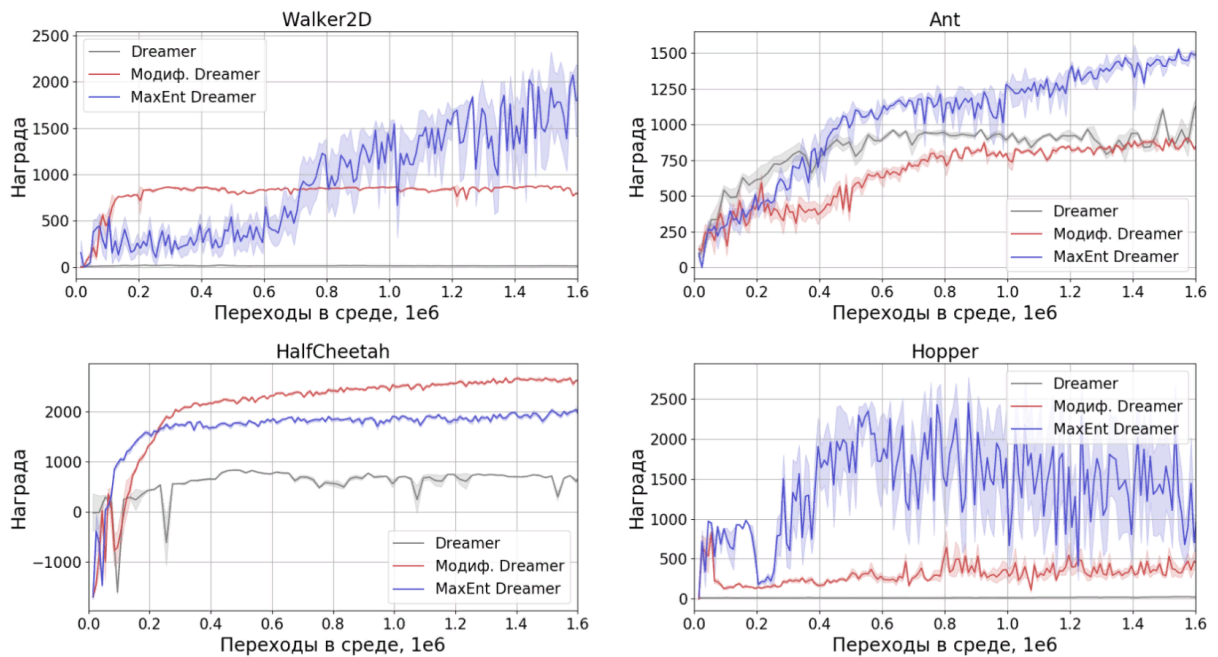 Walker2D
2500
2000
1500
1000
500
0
Награда
Dreamer
Модиф. Dreamer
MaxEnt Dreamer
0.0 0.2 0.4 0.6 0.8 1.0 1.2 1.4 1.6
Переходы в среде, 1e6
Ant
1500
1250
1000
750
500
250
0
Награда
Dreamer
Модиф. Dreamer
MaxEnt Dreamer
0.0 0.2 0.4 0.6 0.8 1.0 1.2 1.4 1.6
Переходы в среде, 1e6
HalfCheetah
2000
1000
0
−1000
Награда
Dreamer
Модиф. Dreamer
MaxEnt Dreamer
0.0 0.2 0.4 0.6 0.8 1.0 1.2 1.4 1.6
Переходы в среде, 1e6
Hopper
2500
2000
1500
1000
500
0
Награда
Dreamer
Модиф. Dreamer
MaxEnt Dreamer
0.0 0.2 0.4 0.6 0.8 1.0 1.2 1.4 1.6
Переходы в среде, 1e6